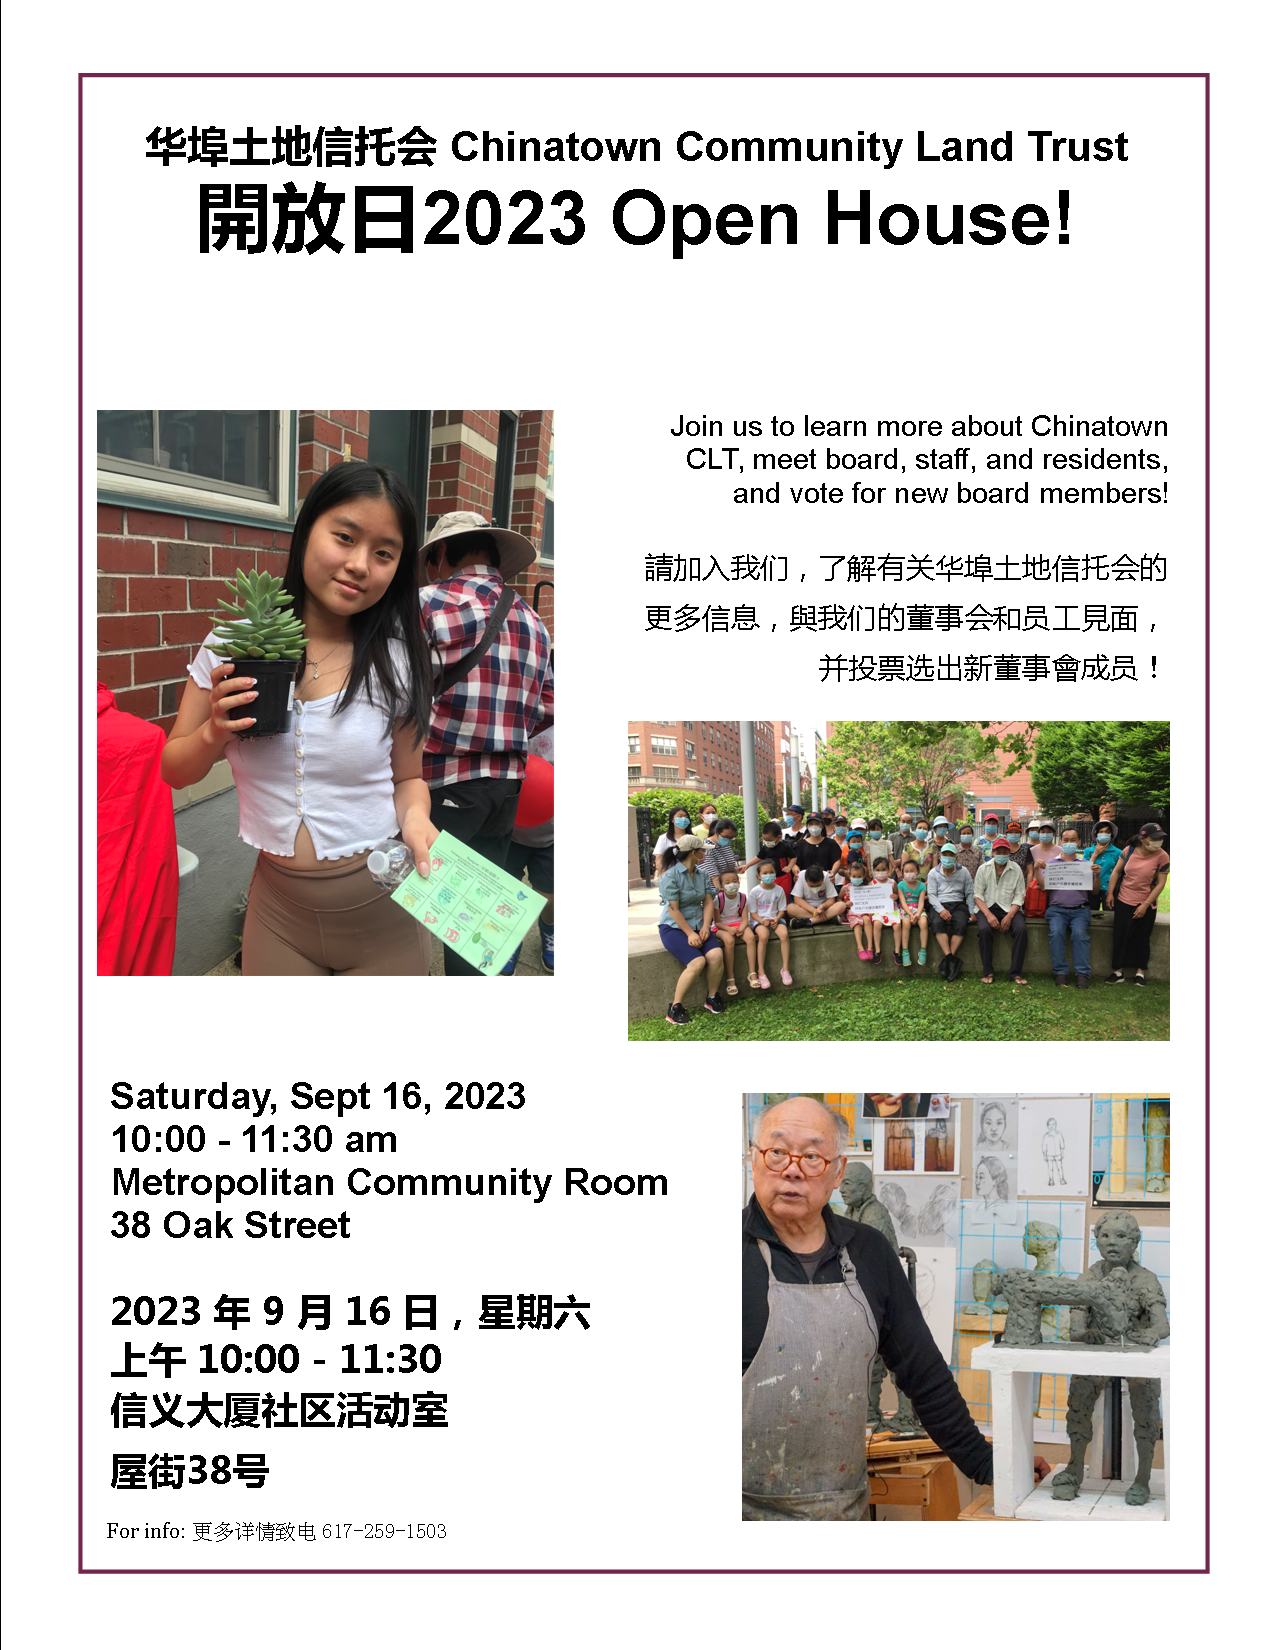 华埠土地信托会 Chinatown Community Land Trust
開放日2023 Open House!
Join us to learn more about Chinatown
CLT, meet board, staff, and residents,
and vote for new board members!
請加入我们，了解有关华埠土地信托会的
更多信息，與我们的董事会和员工見面，
并投票选出新董事會成员！
Saturday, Sept 16, 2023
10:00 - 11:30 am
Metropolitan Community Room
38 Oak Street
2023 年 9 月 16 日，星期六
上午 10:00 - 11:30
信义大厦社区活动室
屋街38号
For info: 更多详情致电 617-259-1503